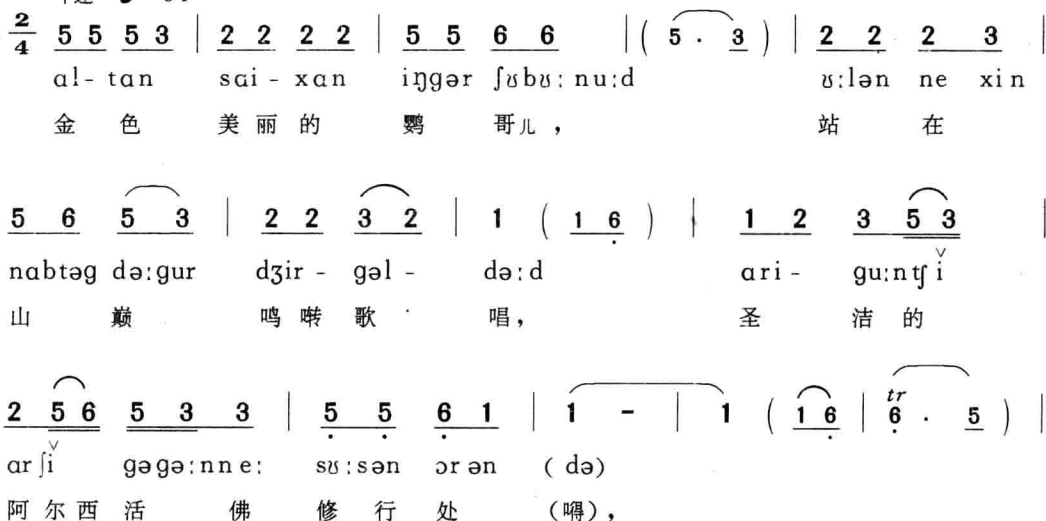 2/4 5 5 5 3 | 2 2 2 2 | 5 5 6 6 | ( 5 . 3 ) | 2 2 2 3 |
ɑl- tɑn sɑi - xɑn iŋgər ʃʊbʊ: nu:d ʊ:lən ne xin
金 色 美 丽 的 鹦 哥儿 , 站 在
5 6 5 3 | 2 2 3 2 | 1 ( 1 6 ) | 1 2 3 5 3 |
nɑbtəg də:gur dʒir - gəl - də:d ɑri - gu:ntʃ i
山 巅 鸣 啭 歌 唱, 圣 洁 的
2 5 6 5 3 3 | 5 5 6 1 | 1 - | 1 ( 1 6 | tr 6 . 5 ) |
ɑr ʃi gəgə:nne: sʊ:sən ɔrən ( də)
阿 尔 西 活 佛 修 行 处 (嘚),